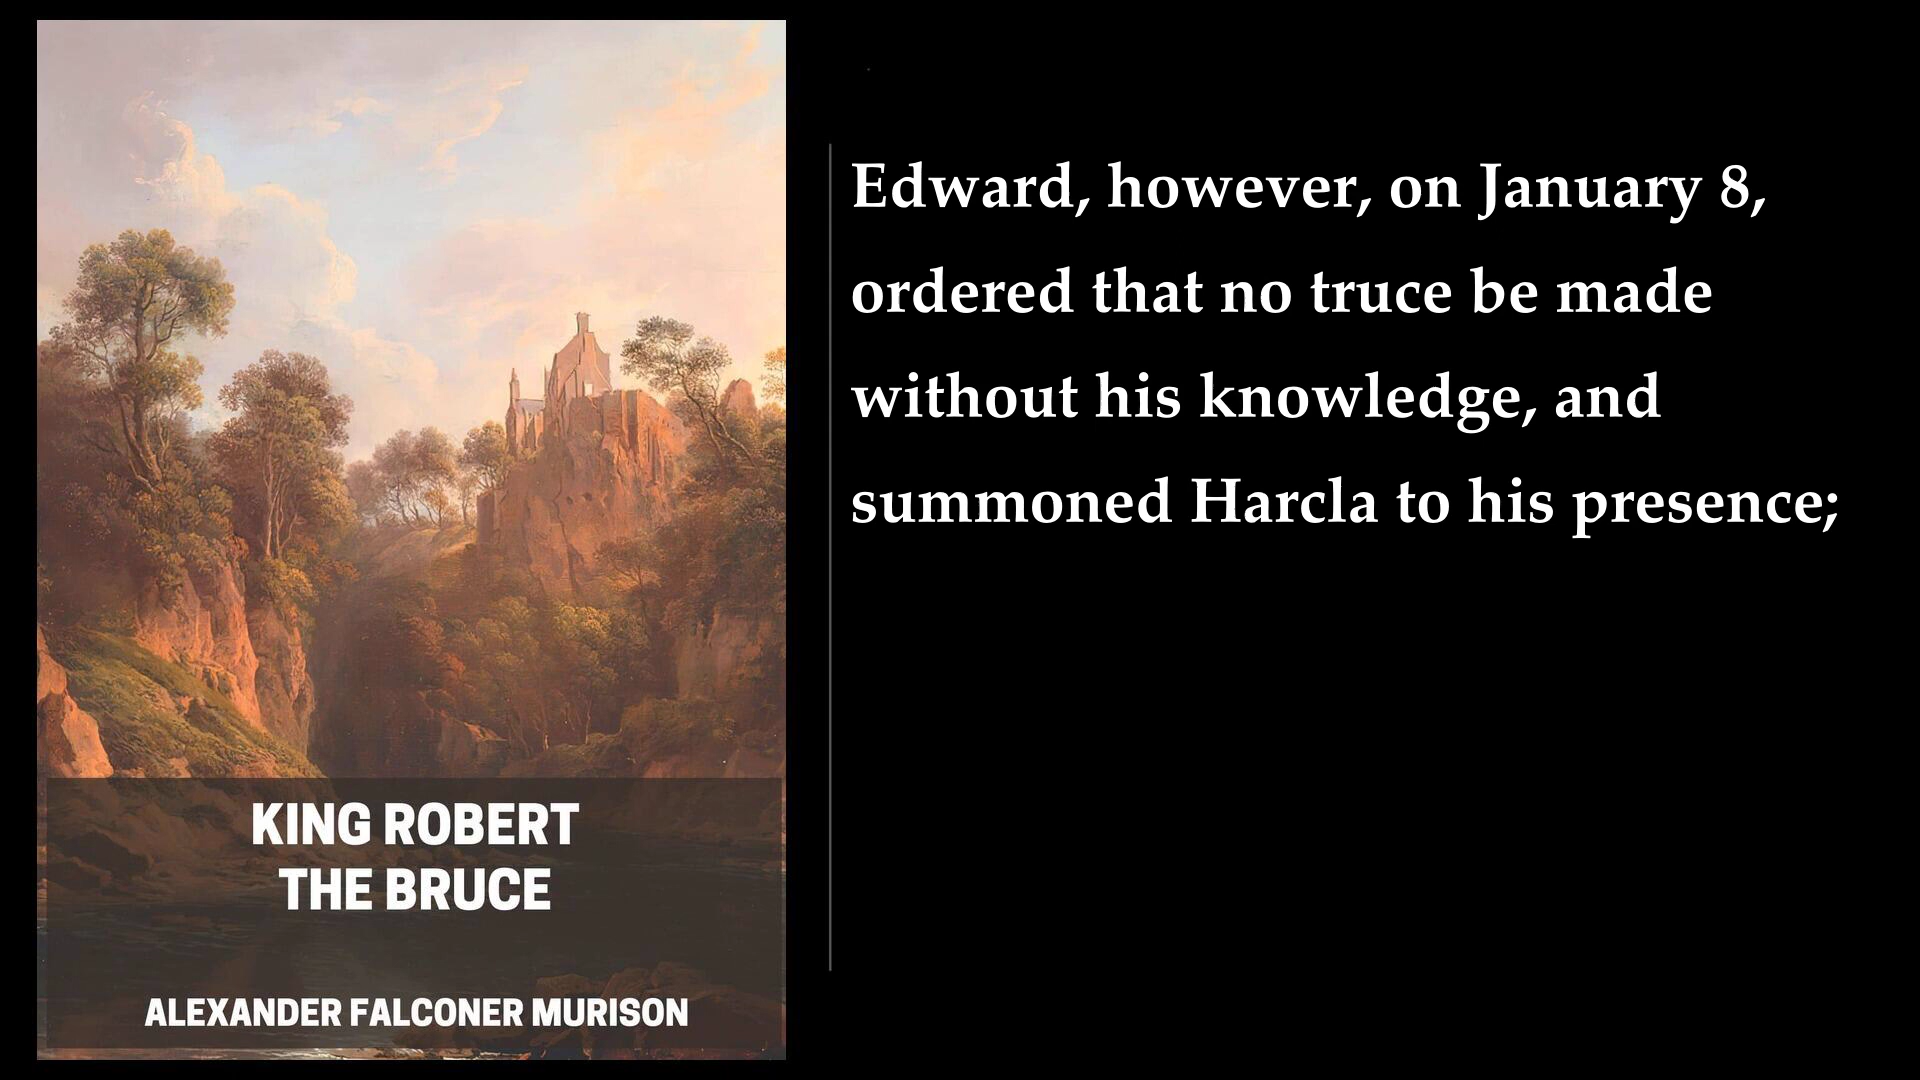 KING ROBERT
THE BRUCE
ALEXANDER FALCONER MURISON
Edward, however, on January 8,
ordered that no truce be made
without his knowledge, and
summoned Harcla to his presence;